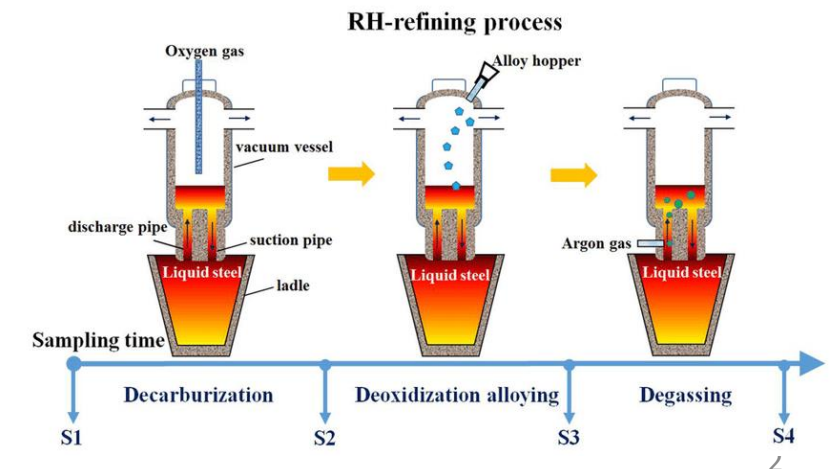 RH-refining process
Oxygen gas
Alloy hopper
vacuum vessel
discharge pipe
suction pipe
Argon gas
Liquid steel
Liquid steel
Liquid steel
ladle
Sampling time
Decarburization
Deoxidization alloying
Degassing
S1
S2
S3
S4
2